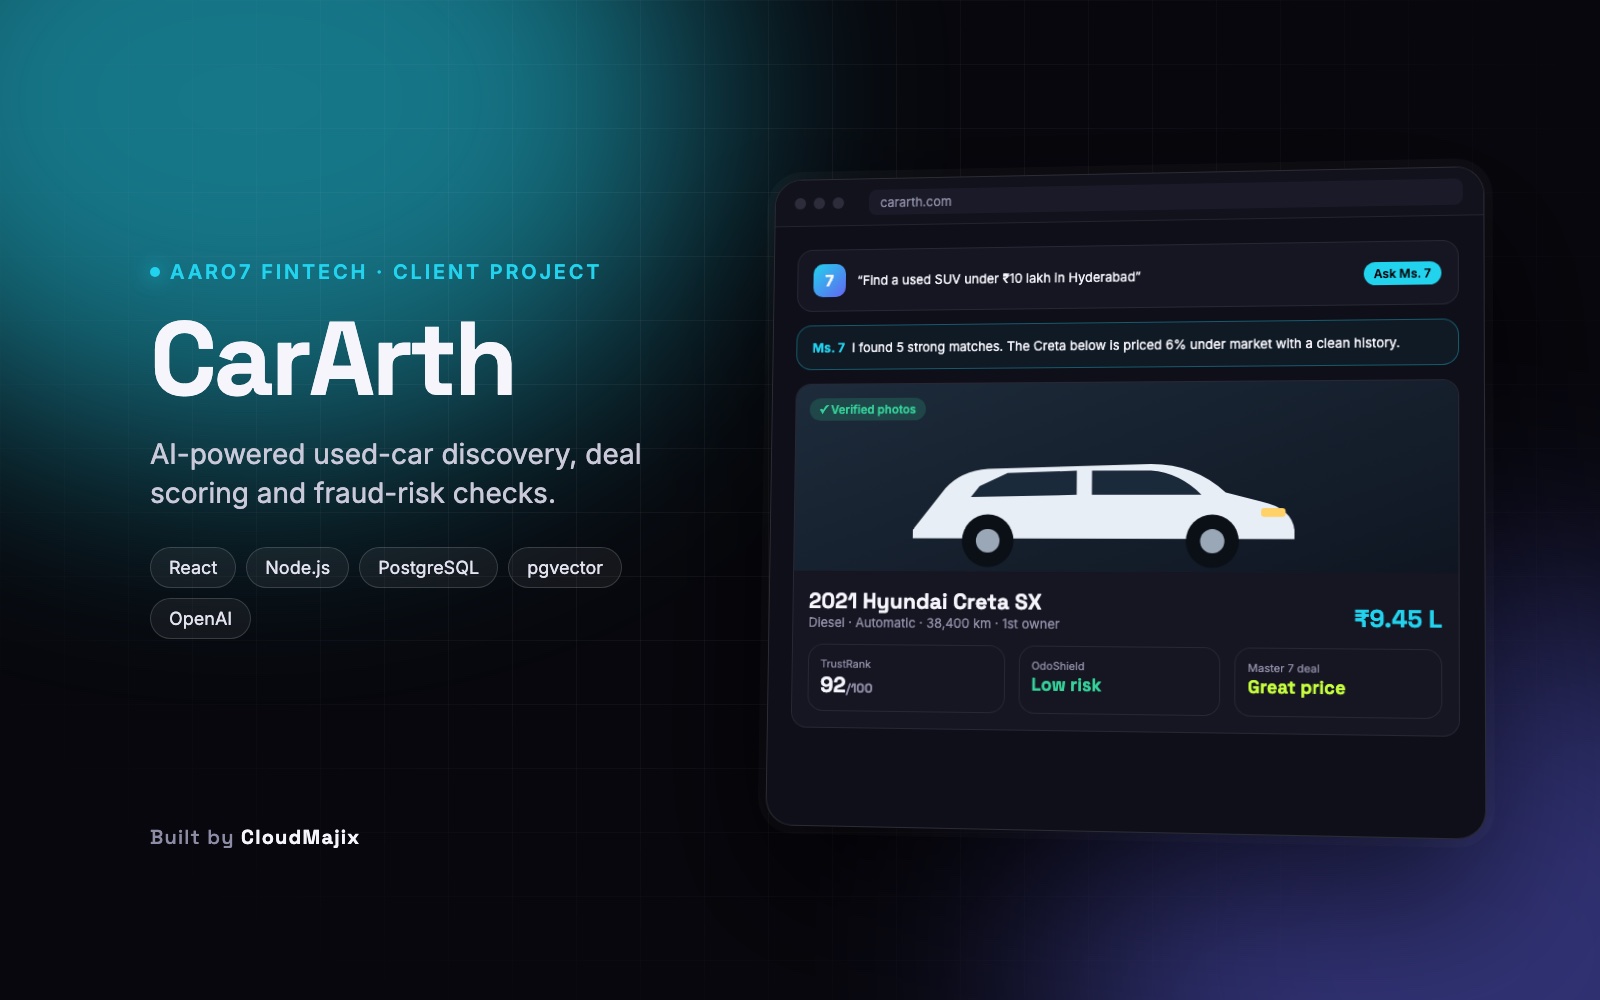 AARO7 FINTECH · CLIENT PROJECT
CarArth
AI-powered used-car discovery, deal
scoring and fraud-risk checks.
React
Node.js
PostgreSQL
pgvector
OpenAI
Built by CloudMajix
cararth.com
7
“Find a used SUV under ₹10 lakh in Hyderabad”
Ask Ms. 7
Ms. 7 I found 5 strong matches. The Creta below is priced 6% under market with a clean history.
✓ Verified photos
2021 Hyundai Creta SX
Diesel · Automatic · 38,400 km · 1st owner
₹9.45 L
TrustRank
92/100
OdoShield
Low risk
Master 7 deal
Great price